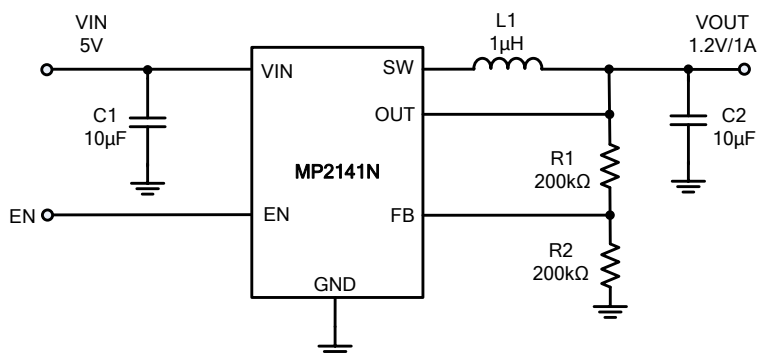 VIN
5V
L1
1µH
VOUT
1.2V/1A
VIN
SW
C1
10µF
OUT
C2
10µF
MP2141N
R1
200kΩ
EN
EN
FB
R2
200kΩ
GND